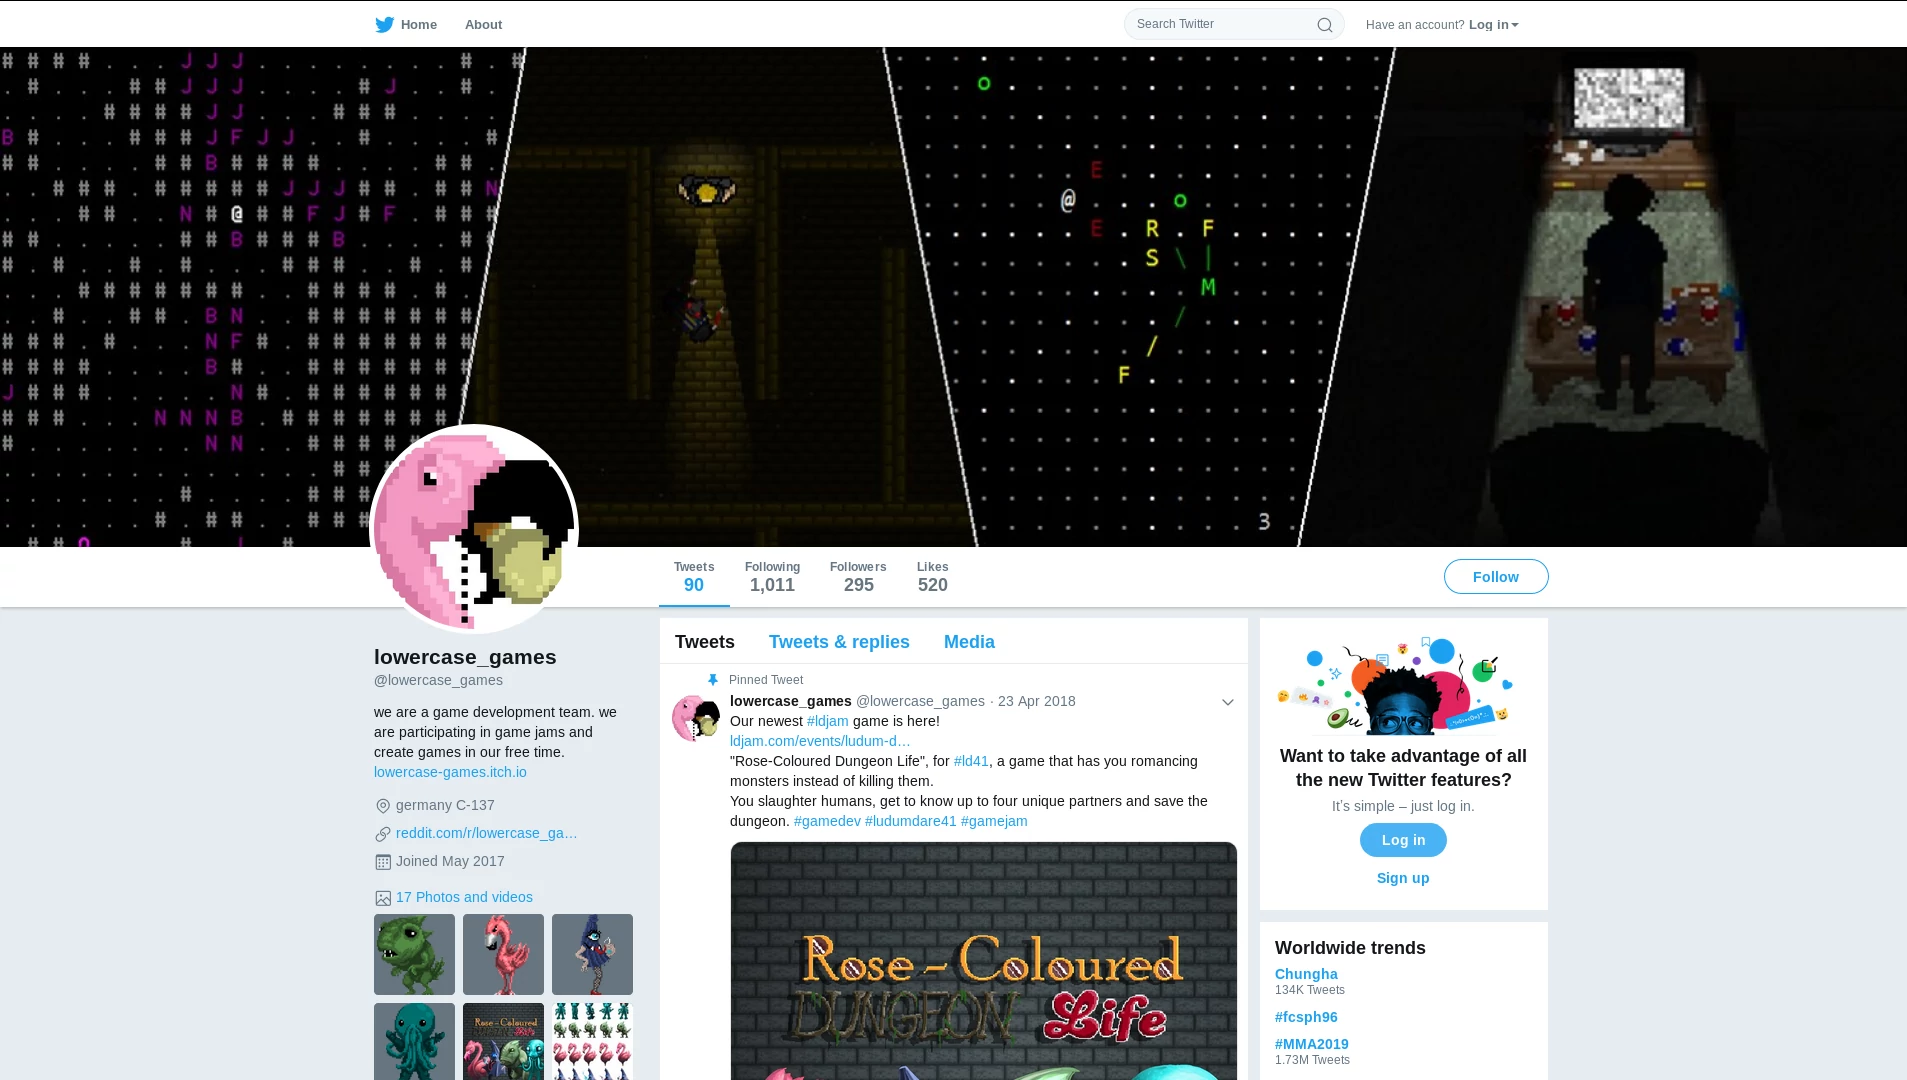 Home
About
Search Twitter
Have an account? Log in
Tweets
90
Following
1,011
Followers
295
Likes
520
Follow
lowercase_games
@lowercase_games
we are a game development team. we
are participating in game jams and
create games in our free time.
lowercase-games.itch.io
germany C-137
reddit.com/r/lowercase_ga…
Joined May 2017
17 Photos and videos
Rose-Coloured
Tweets
Tweets & replies
Media
Pinned Tweet
lowercase_games @lowercase_games · 23 Apr 2018
Our newest #ldjam game is here!
ldjam.com/events/ludum-d…
"Rose-Coloured Dungeon Life", for #ld41, a game that has you romancing
monsters instead of killing them.
You slaughter humans, get to know up to four unique partners and save the
dungeon. #gamedev #ludumdare41 #gamejam
Rose-Coloured
DUNGEON Life
Want to take advantage of all
the new Twitter features?
It's simple – just log in.
Log in
Sign up
Worldwide trends
Chungha
134K Tweets
#fcsph96
#MMA2019
1.73M Tweets